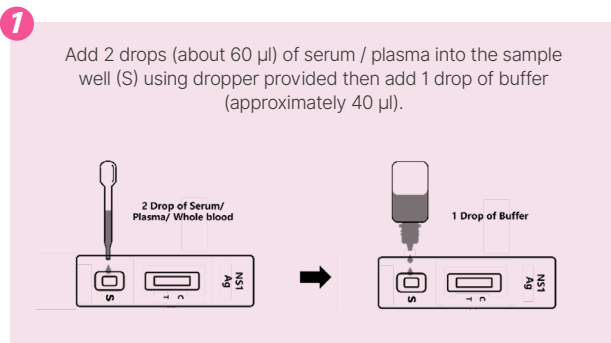 1
Add 2 drops (about 60 µl) of serum / plasma into the sample
well (S) using dropper provided then add 1 drop of buffer
(approximately 40 µl).
2 Drop of Serum/
Plasma/ Whole blood
S
T C
NS1
Ag
1 Drop of Buffer
S
T C
NS1
Ag